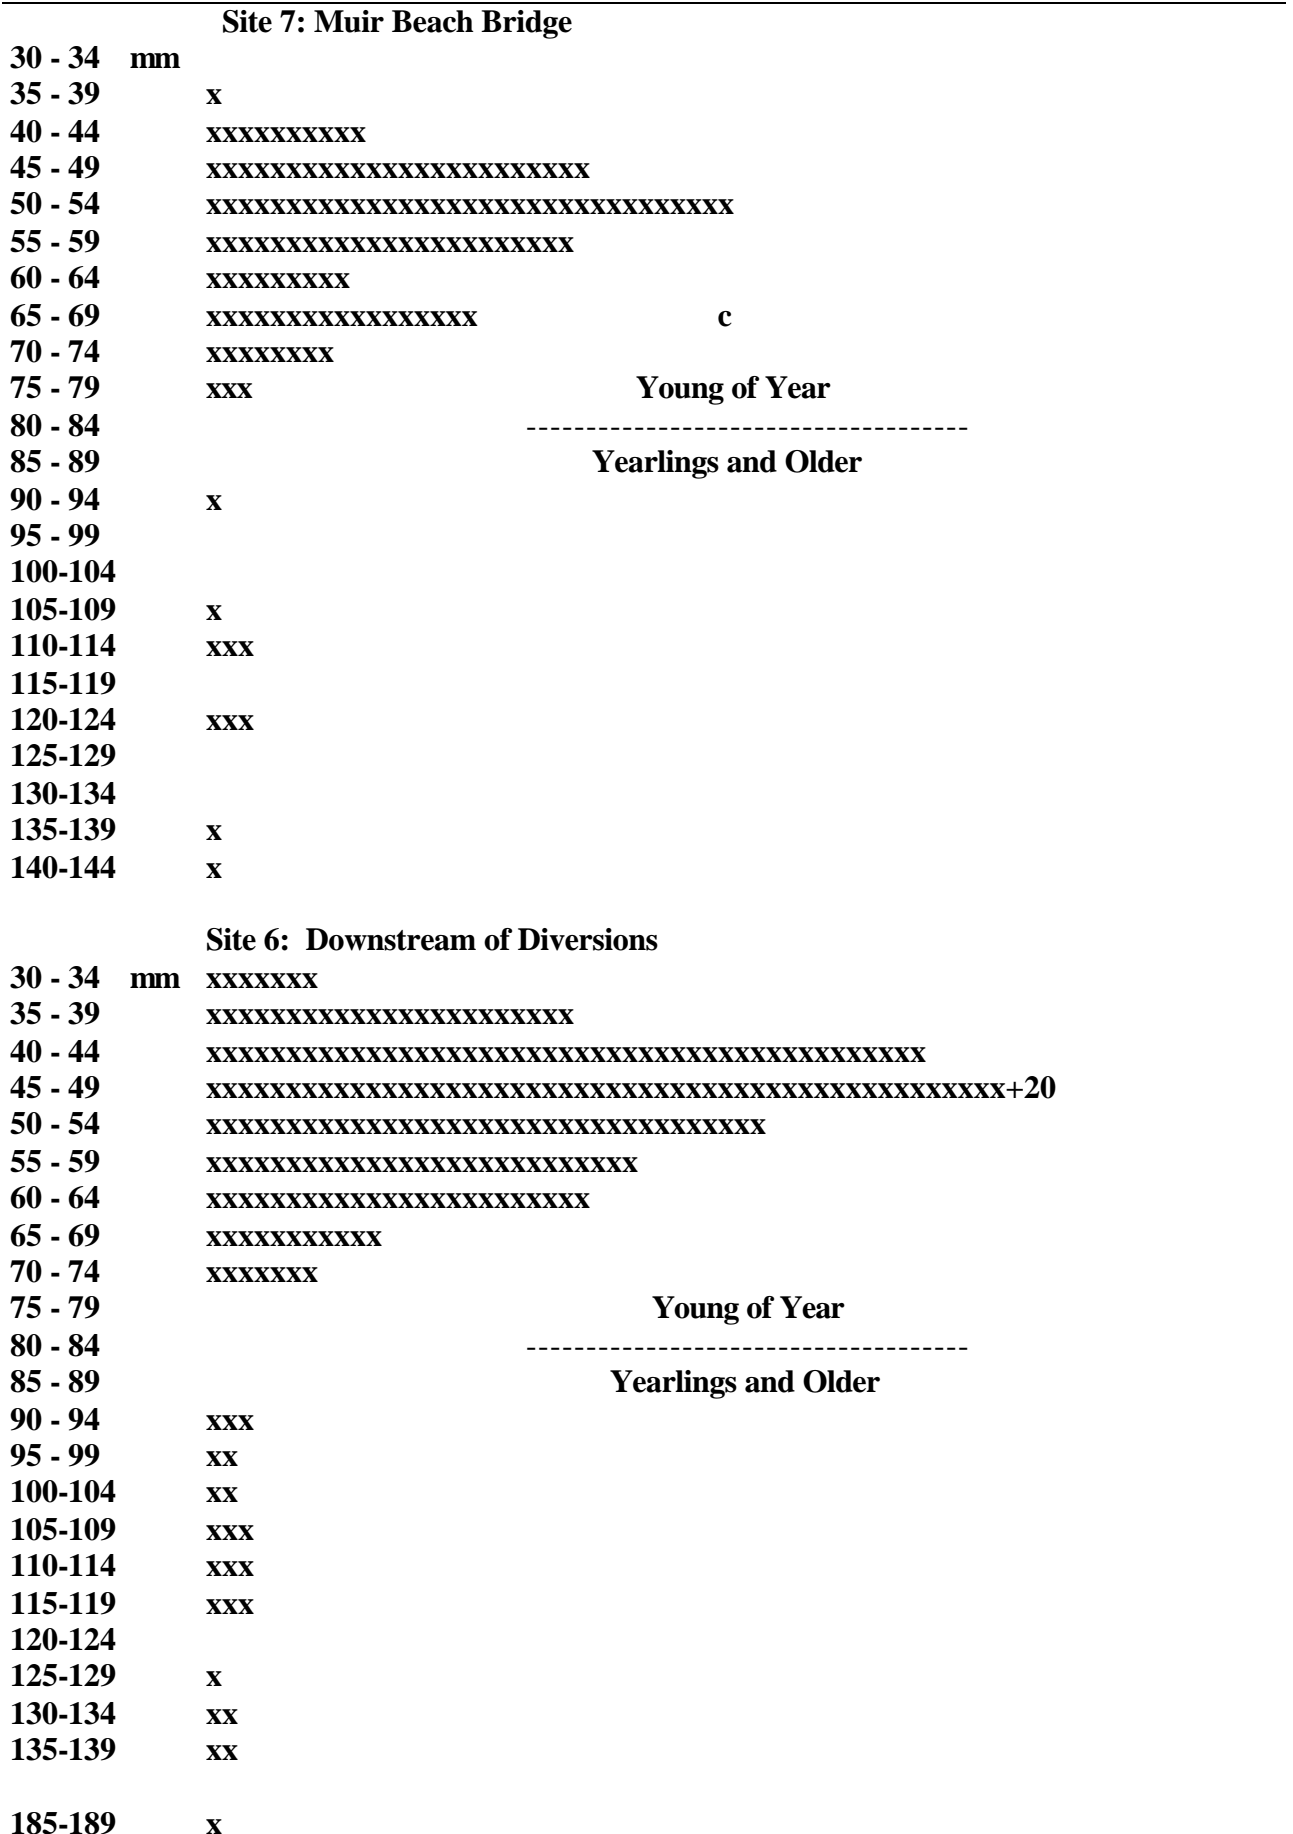 Site 7: Muir Beach Bridge
30 - 34 mm
35 - 39 x
40 - 44 xxxxxxxxxx
45 - 49 xxxxxxxxxxxxxxxxxxxxxxxx
50 - 54 xxxxxxxxxxxxxxxxxxxxxxxxxxxxxxxxx
55 - 59 xxxxxxxxxxxxxxxxxxxxxxx
60 - 64 xxxxxxxxx
65 - 69 xxxxxxxxxxxxxxxxx c
70 - 74 xxxxxxxx
75 - 79 xxx Young of Year
80 - 84 -------------------------------------
85 - 89 Yearlings and Older
90 - 94 x
95 - 99
100-104
105-109 x
110-114 xxx
115-119
120-124 xxx
125-129
130-134
135-139 x
140-144 x
Site 6: Downstream of Diversions
30 - 34 mm xxxxxxx
35 - 39 xxxxxxxxxxxxxxxxxxxxxxx
40 - 44 xxxxxxxxxxxxxxxxxxxxxxxxxxxxxxxxxxxxxxxxxxxxx
45 - 49 xxxxxxxxxxxxxxxxxxxxxxxxxxxxxxxxxxxxxxxxxxxxxxxxxx+20
50 - 54 xxxxxxxxxxxxxxxxxxxxxxxxxxxxxxxxxxx
55 - 59 xxxxxxxxxxxxxxxxxxxxxxxxxxx
60 - 64 xxxxxxxxxxxxxxxxxxxxxxxx
65 - 69 xxxxxxxxxxx
70 - 74 xxxxxxx
75 - 79 Young of Year
80 - 84 -------------------------------------
85 - 89 Yearlings and Older
90 - 94 xxx
95 - 99 xx
100-104 xx
105-109 xxx
110-114 xxx
115-119 xxx
120-124
125-129 x
130-134 xx
135-139 xx
185-189 x